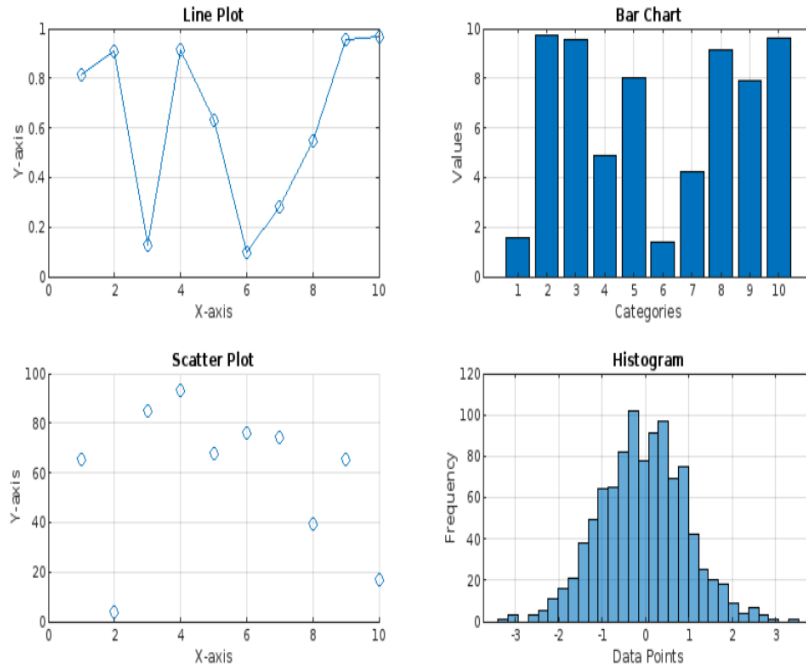 Line Plot
1
0.8
0.6
0.4
0.2
0
Y-axis
0 2 4 6 8 10
X-axis
Bar Chart
10
8
6
4
2
0
Values
1 2 3 4 5 6 7 8 9 10
Categories
Scatter Plot
100
80
60
40
20
0
Y-axis
0 2 4 6 8 10
X-axis
Histogram
120
100
80
60
40
20
0
Frequency
-3 -2 -1 0 1 2 3
Data Points